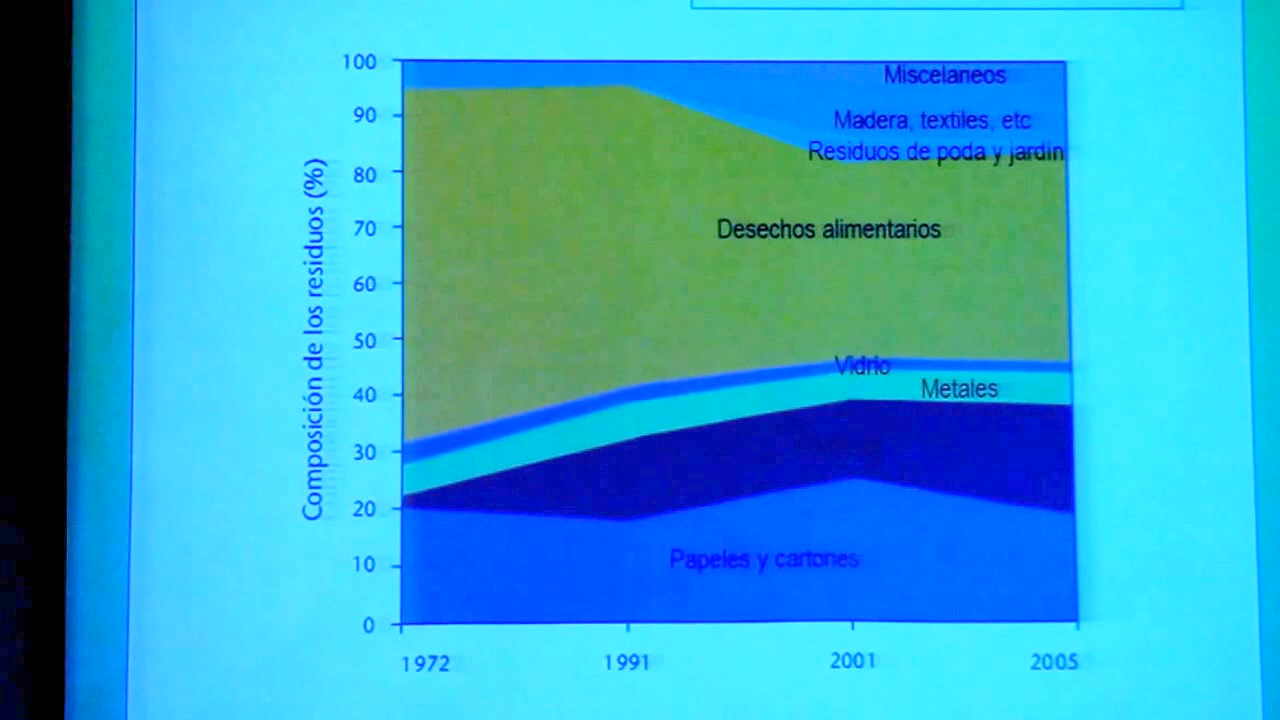 Composición de los residuos (%)
100
90
80
70
60
50
40
30
20
10
0
Miscelaneos
Madera, textiles, etc
Residuos de poda y jardin
Desechos alimentarios
Vidrio
Metales
Papeles y cartones
1972
1991
2001
2005